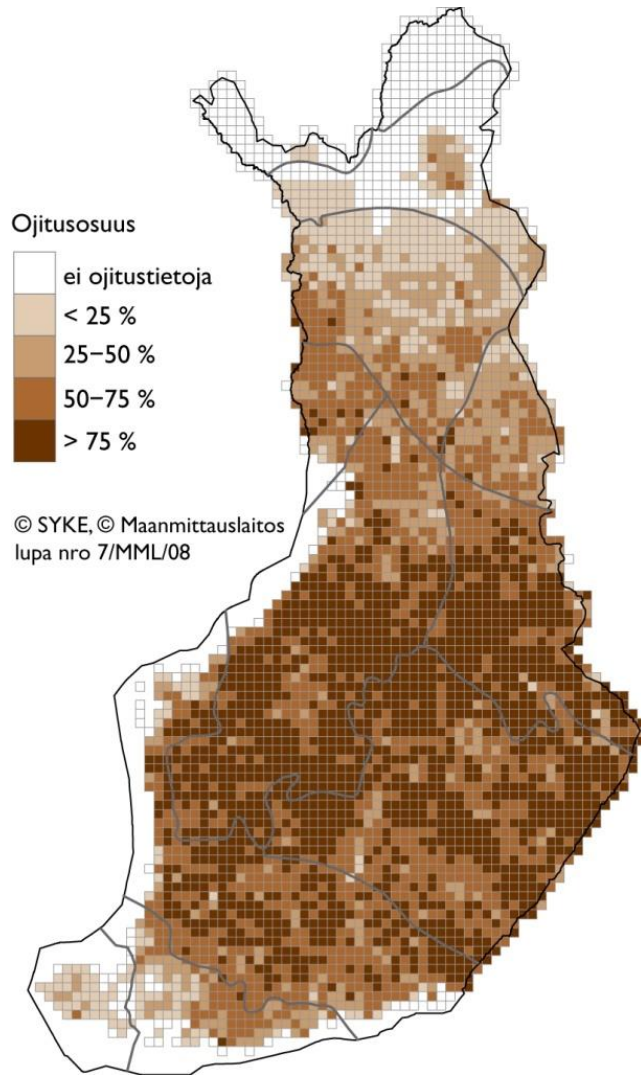 Ojitusosuus
ei ojitustietoja
< 25 %
25–50 %
50–75 %
> 75 %
© SYKE, © Maanmittauslaitos
lupa nro 7/MML/08